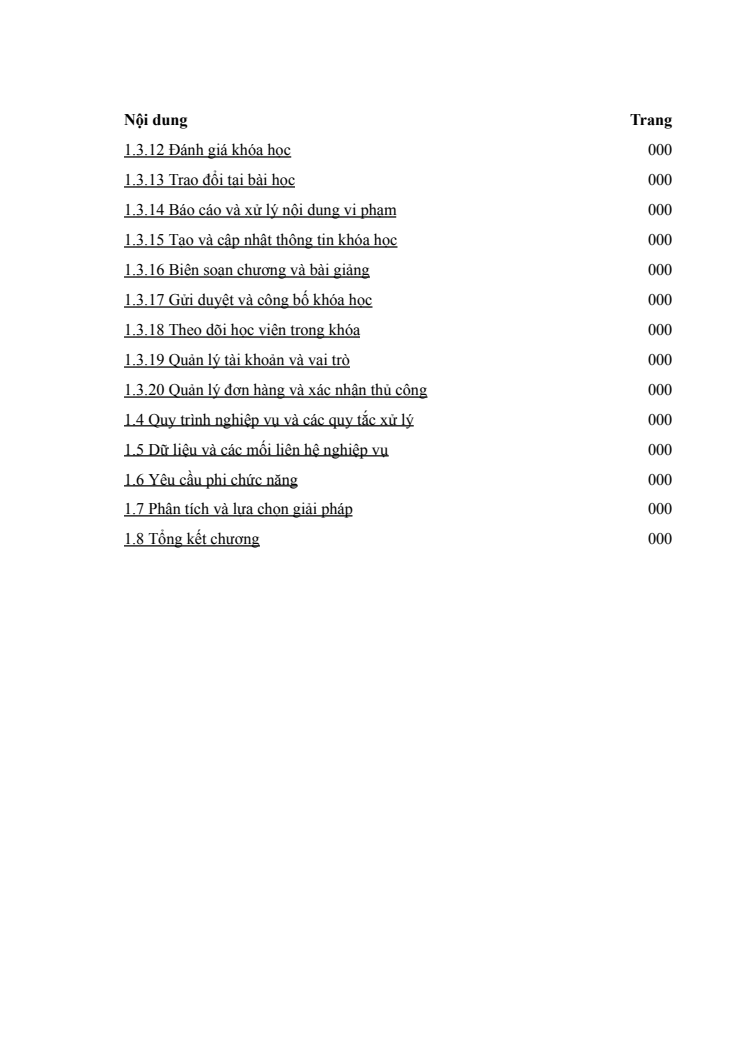 Nội dung Trang
1.3.12 Đánh giá khóa học 000
1.3.13 Trao đổi tại bài học 000
1.3.14 Báo cáo và xử lý nội dung vi phạm 000
1.3.15 Tạo và cập nhật thông tin khóa học 000
1.3.16 Biên soạn chương và bài giảng 000
1.3.17 Gửi duyệt và công bố khóa học 000
1.3.18 Theo dõi học viên trong khóa 000
1.3.19 Quản lý tài khoản và vai trò 000
1.3.20 Quản lý đơn hàng và xác nhận thủ công 000
1.4 Quy trình nghiệp vụ và các quy tắc xử lý 000
1.5 Dữ liệu và các mối liên hệ nghiệp vụ 000
1.6 Yêu cầu phi chức năng 000
1.7 Phân tích và lựa chọn giải pháp 000
1.8 Tổng kết chương 000